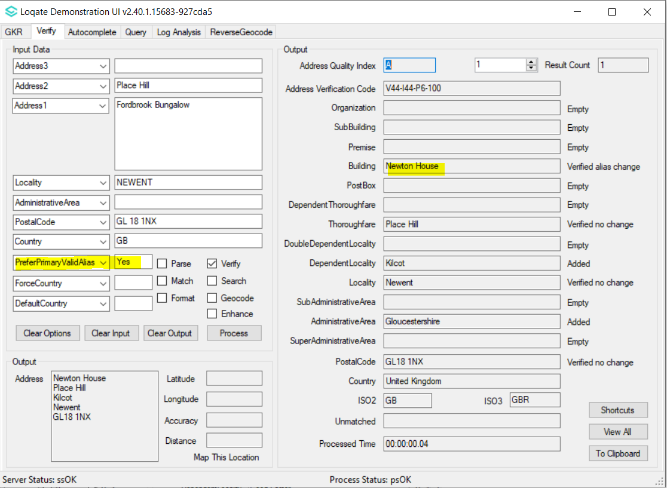 Loqate Demonstration UI v2.40.1.15683-927cda5
GKR Verify Autocomplete Query Log Analysis ReverseGeocode
Input Data
Address3
Address2 Place Hill
Address1 Fordbrook Bungalow
Locality NEWENT
AdministrativeArea
PostalCode GL 18 1NX
Country GB
PreferPrimaryValidAlias Yes Parse Verify
ForceCountry Match Search
DefaultCountry Format Geocode
Enhance
Clear Options Clear Input Clear Output Process
Output
Address Newton House
Place Hill
Kilcot
Newent
GL18 1NX
Latitude
Longitude
Accuracy
Distance
Map This Location
Output
Address Quality Index A 1 Result Count 1
Address Verification Code V44-I44-P6-100
Organization Empty
SubBuilding Empty
Premise Empty
Building Newton House Verified alias change
PostBox Empty
DependentThoroughfare Empty
Thoroughfare Place Hill Verified no change
DoubleDependentLocality Empty
DependentLocality Kilcot Added
Locality Newent Verified no change
SubAdministrativeArea Empty
AdministrativeArea Gloucestershire Added
SuperAdministrativeArea Empty
PostalCode GL18 1NX Verified no change
Country United Kingdom
ISO2 GB ISO3 GBR
Unmatched
Processed Time 00:00:00.04
Shortcuts
View All
To Clipboard
Server Status: ssOK Process Status: psOK